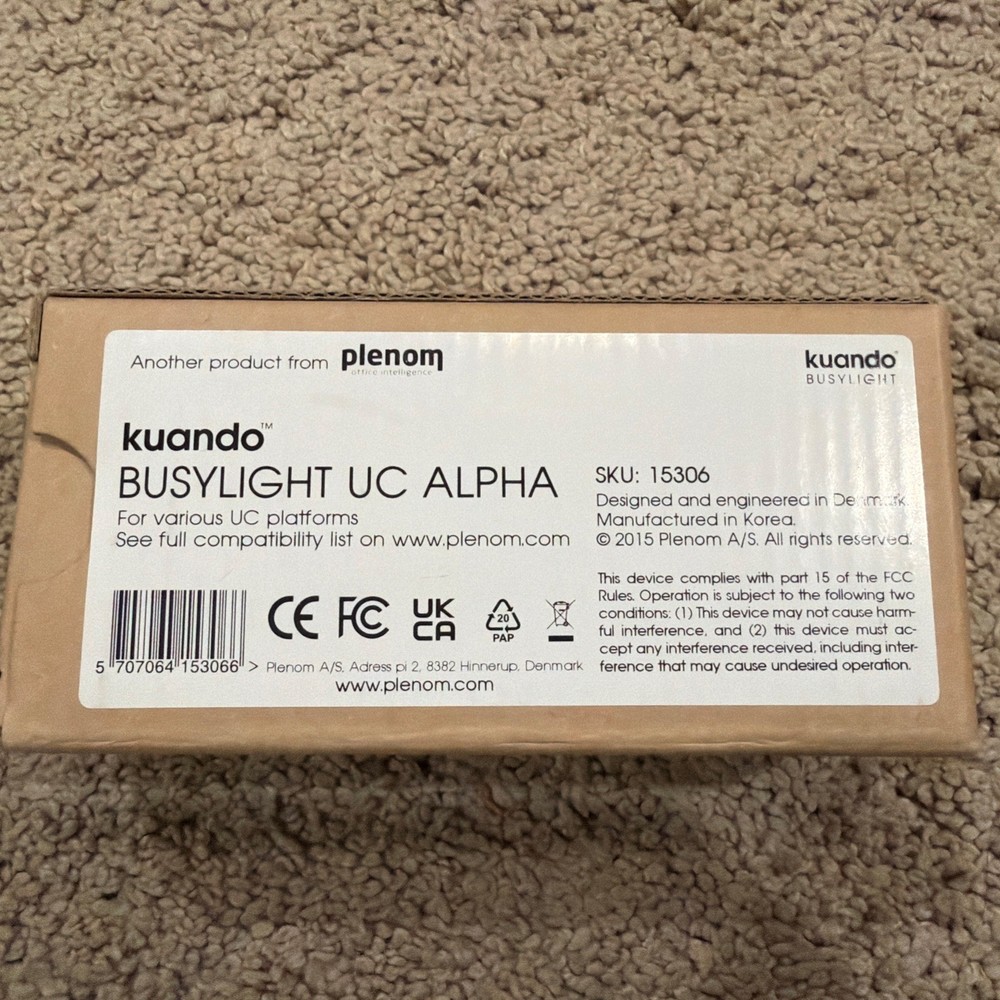 Another product from plenom
office intelligence
kuando
BUSYLIGHT
kuando™
BUSYLIGHT UC ALPHA
For various UC platforms
See full compatibility list on www.plenom.com
SKU: 15306
Designed and engineered in Denmark.
Manufactured in Korea.
© 2015 Plenom A/S. All rights reserved.
This device complies with part 15 of the FCC
Rules. Operation is subject to the following two
conditions: (1) This device may not cause harm-
ful interference, and (2) this device must ac-
cept any interference received, including inter-
ference that may cause undesired operation.
CE FC UK
CA
20
PAP
5 707064 153066 >
Plenom A/S, Adress pi 2, 8382 Hinnerup, Denmark
www.plenom.com